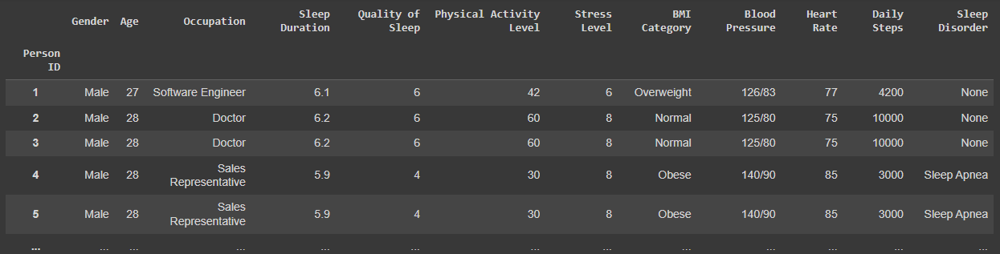 Gender Age Occupation Sleep Duration Quality of Sleep Physical Activity Level Stress Level BMI Category Blood Pressure Heart Rate Daily Steps Sleep Disorder
Person ID
1 Male 27 Software Engineer 6.1 6 42 6 Overweight 126/83 77 4200 None
2 Male 28 Doctor 6.2 6 60 8 Normal 125/80 75 10000 None
3 Male 28 Doctor 6.2 6 60 8 Normal 125/80 75 10000 None
4 Male 28 Sales Representative 5.9 4 30 8 Obese 140/90 85 3000 Sleep Apnea
5 Male 28 Sales Representative 5.9 4 30 8 Obese 140/90 85 3000 Sleep Apnea
... ... ... ... ... ... ... ... ... ... ... ... ...